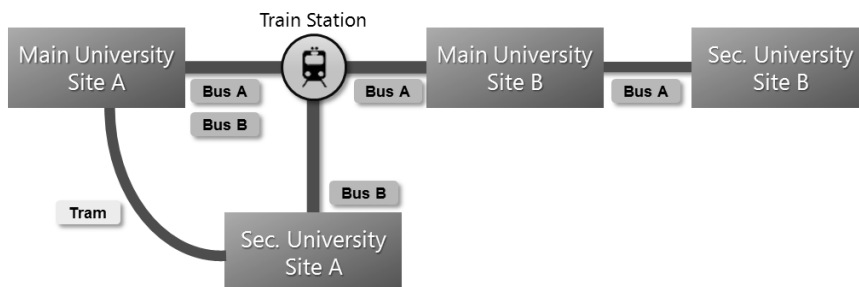 Train Station
Main University
Site A
Main University
Site B
Sec. University
Site B
Bus A
Bus A
Bus A
Bus B
Bus B
Tram
Sec. University
Site A